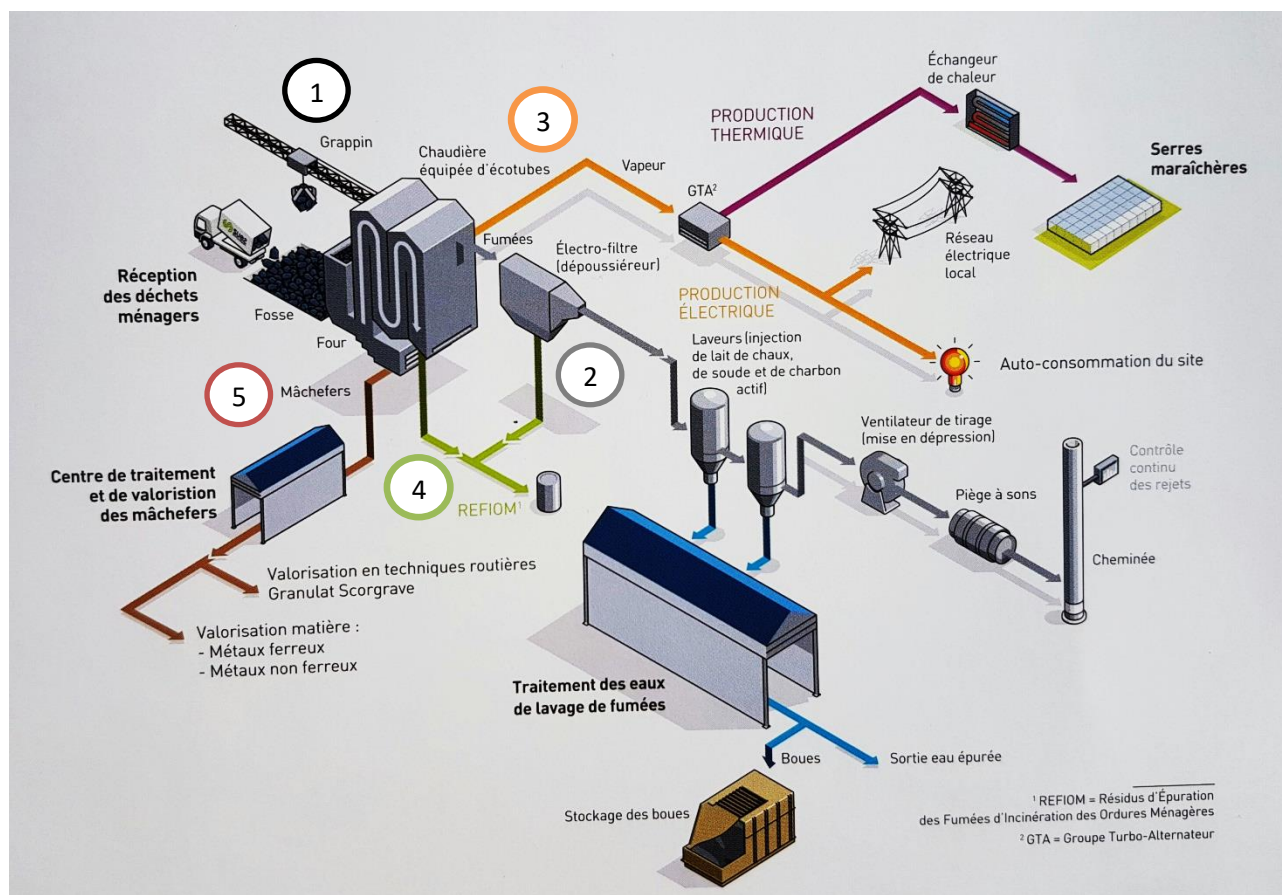 1
Grappin
3
Chaudière
équipée d'écotubes
Vapeur
PRODUCTION
THERMIQUE
Échangeur
de chaleur
Serres
maraîchères
GTA²
Réseau
électrique
local
Fumées
Électro-filtre
(dépoussiéreur)
PRODUCTION
ÉLECTRIQUE
Réception
des déchets
ménagers
Fosse
Four
2
Laveurs (injection
de lait de chaux,
de soude et de charbon
actif)
Auto-consommation du site
5
Mâchefers
Ventilateur de tirage
(mise en dépression)
Contrôle
continu
des rejets
Centre de traitement
et de valoristion
des mâchefers
4
REFIOM¹
Piège à sons
Cheminée
Valorisation en techniques routières
Granulat Scorgrave
Valorisation matière :
- Métaux ferreux
- Métaux non ferreux
Traitement des eaux
de lavage de fumées
Boues
Sortie eau épurée
Stockage des boues
¹ REFIOM = Résidus d'Épuration
des Fumées d'Incinération des Ordures Ménagères
² GTA = Groupe Turbo-Alternateur